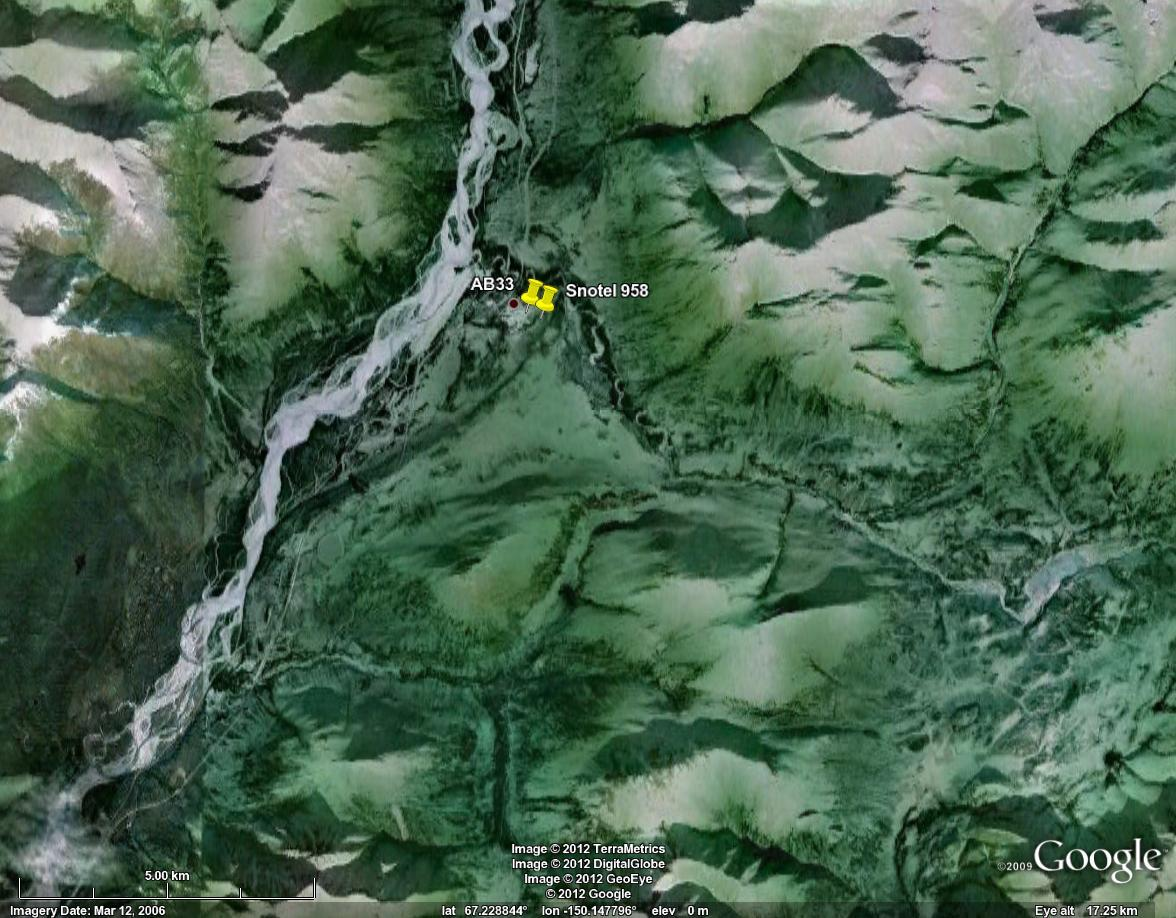 AB33
Snotel 958
Image © 2012 TerraMetrics
Image © 2012 DigitalGlobe
Image © 2012 GeoEye
© 2012 Google
©2009 Google
5.00 km
Imagery Date: Mar 12, 2006
lat 67.228844° lon -150.147796° elev 0 m
Eye alt 17.25 km